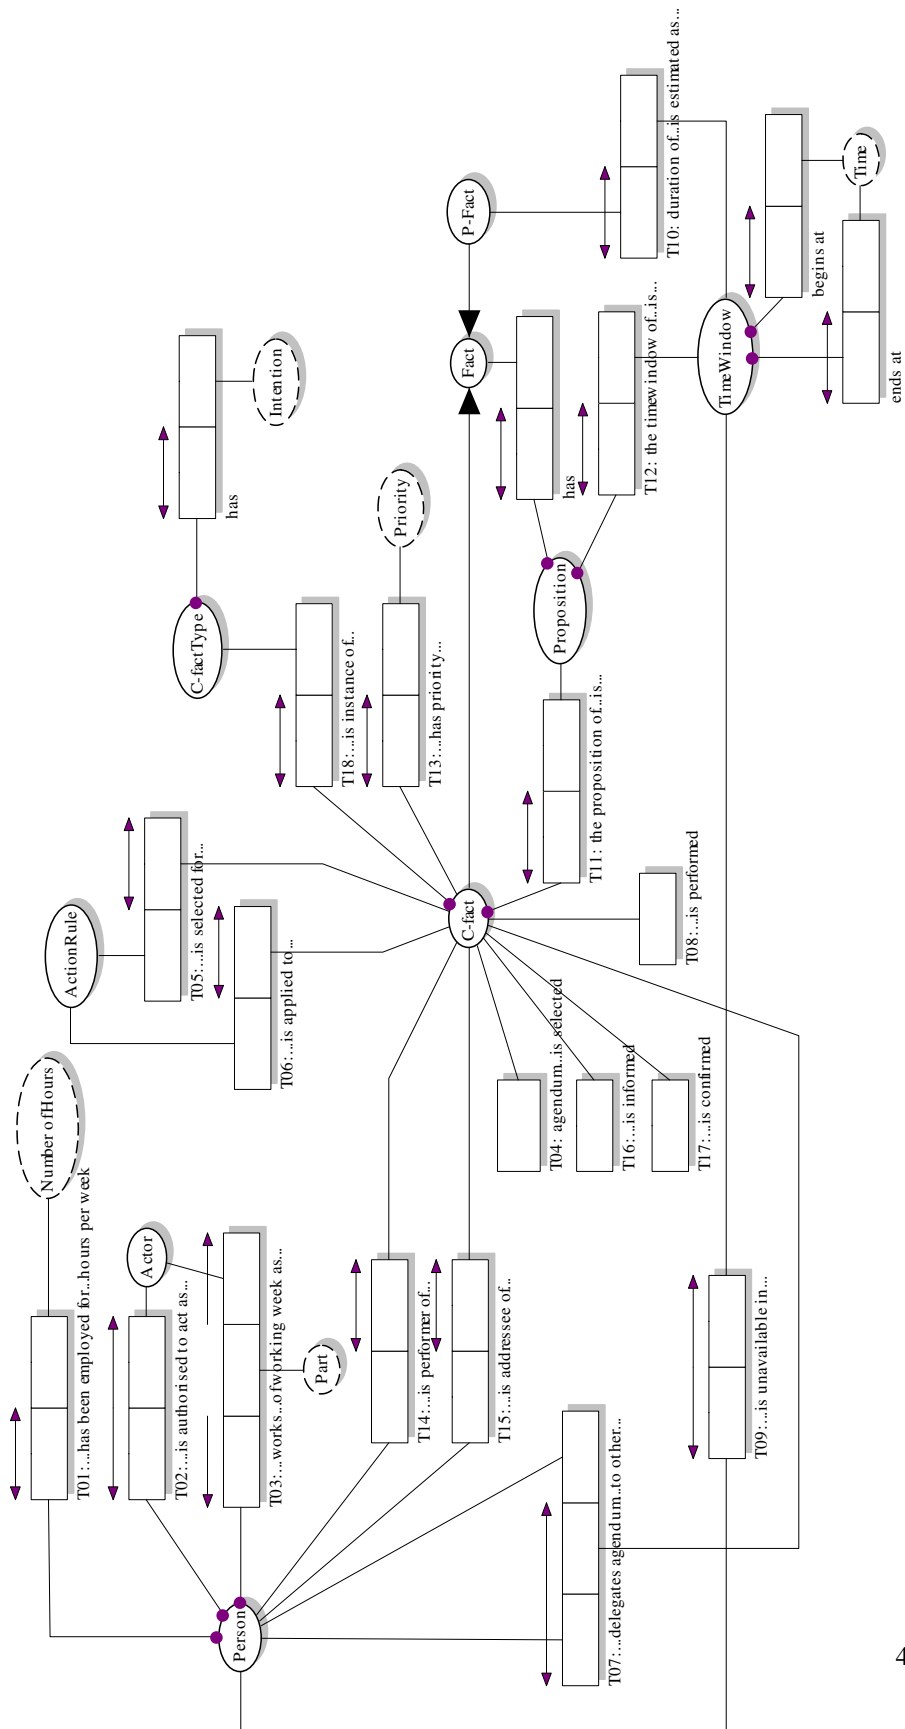 Number of Hours
T01:...has been employed for...hours per week
Actor
T02:...is authorised to act as...
T03:...works...of working week as...
Part
Person
ActionRule
T05:...is selected for...
T06:...is applied to...
C-factType
has
Intention
T18:...is instance of...
Priority
T13:...has priority...
T14:...is performer of...
T15:...is addressee of...
C-fact
Fact
P-Fact
has
T10: duration of...is estimated as...
Proposition
T11: the proposition of...is...
T12: the timewindow of...is...
T04: agendum...is selected
T16:...is informed
T17:...is confirmed
T08:...is performed
T07:...delegates agendum...to other...
T09:...is unavailable in...
TimeWindow
begins at
Time
ends at
4